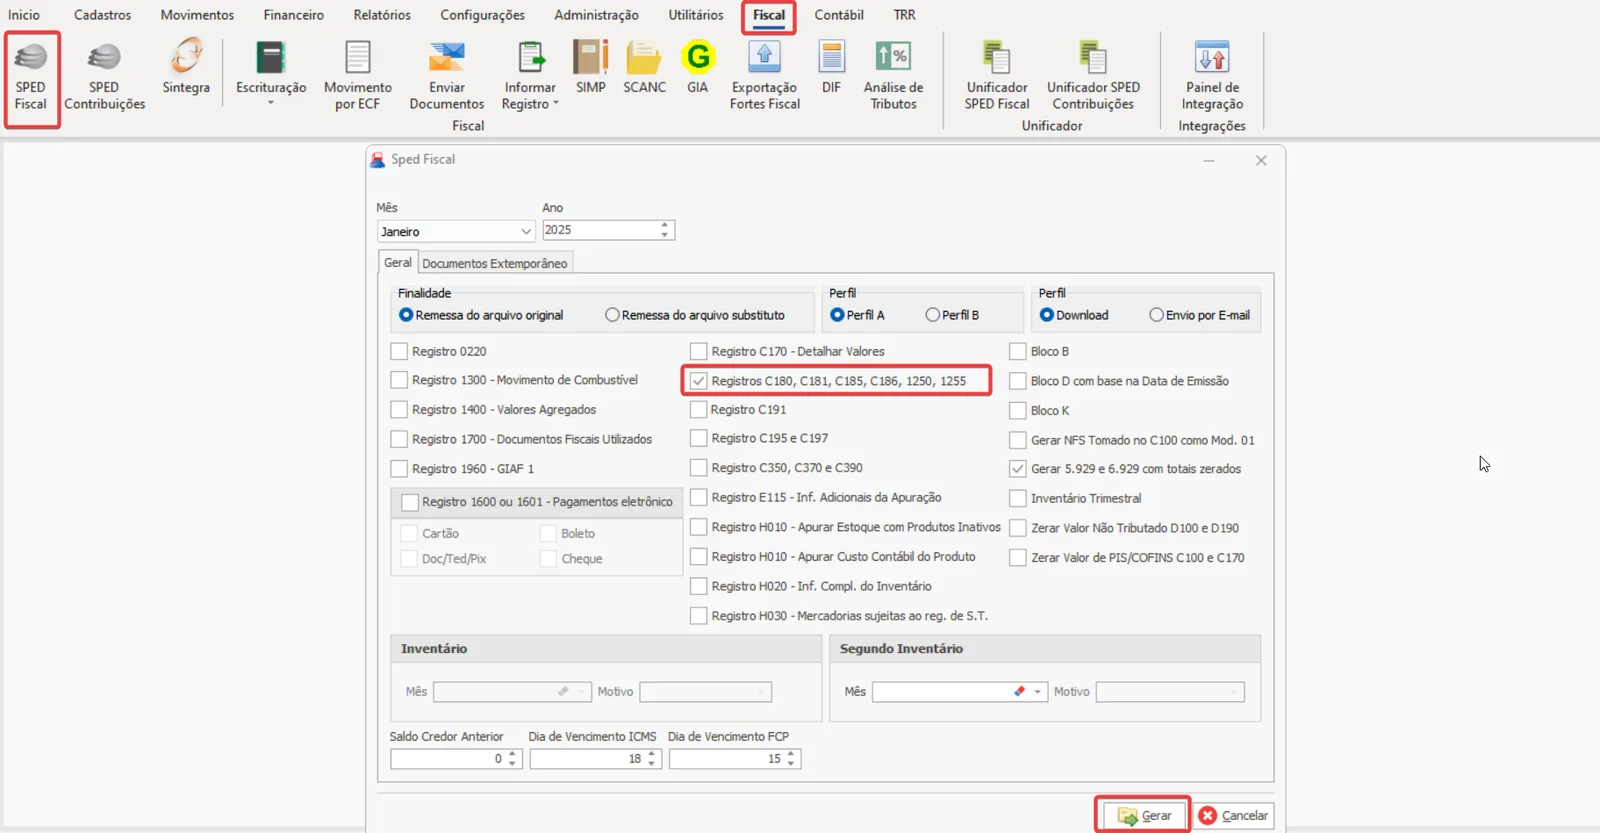 Inicio Cadastros Movimentos Financeiro Relatórios Configurações Administração Utilitários Fiscal Contábil TRR
SPED Fiscal
SPED Contribuições
Sintegra
Escrituração
Movimento por ECF
Enviar Documentos
Informar Registro
SIMP
SCANC
G
GIA
Exportação Fortes Fiscal
DIF
%
Análise de Tributos
Unificador SPED Fiscal
Unificador SPED Contribuições
Painel de Integração
Fiscal Unificador Integrações
Sped Fiscal
Mês Ano
Janeiro 2025
Geral Documentos Extemporâneo
Finalidade
Remessa do arquivo original Remessa do arquivo substituto
Perfil
Perfil A Perfil B
Perfil
Download Envio por E-mail
Registro 0220
Registro 1300 - Movimento de Combustível
Registro 1400 - Valores Agregados
Registro 1700 - Documentos Fiscais Utilizados
Registro 1960 - GIAF 1
Registro 1600 ou 1601 - Pagamentos eletrônico
Cartão Boleto
Doc/Ted/Pix Cheque
Registro C170 - Detalhar Valores
Registros C180, C181, C185, C186, 1250, 1255
Registro C191
Registro C195 e C197
Registro C350, C370 e C390
Registro E115 - Inf. Adicionais da Apuração
Registro H010 - Apurar Estoque com Produtos Inativos
Registro H010 - Apurar Custo Contábil do Produto
Registro H020 - Inf. Compl. do Inventário
Registro H030 - Mercadorias sujeitas ao reg. de S.T.
Bloco B
Bloco D com base na Data de Emissão
Bloco K
Gerar NFS Tomado no C100 como Mod. 01
Gerar 5.929 e 6.929 com totais zerados
Inventário Trimestral
Zerar Valor Não Tributado D100 e D190
Zerar Valor de PIS/COFINS C100 e C170
Inventário
Mês Motivo
Segundo Inventário
Mês Motivo
Saldo Credor Anterior Dia de Vencimento ICMS Dia de Vencimento FCP
0 18 15
Gerar Cancelar